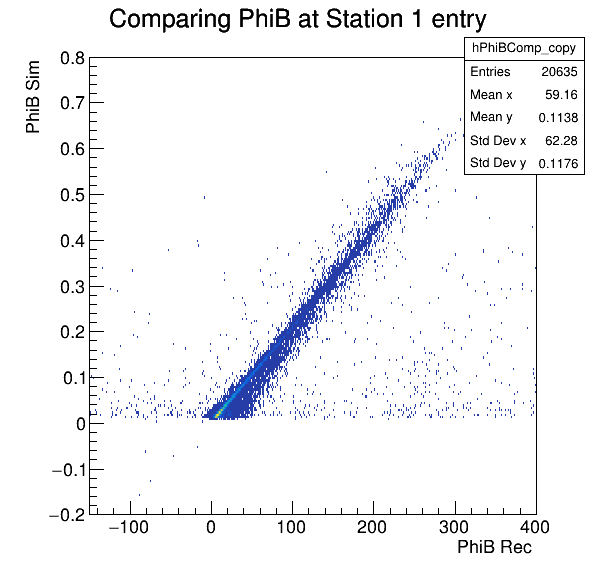 Comparing PhiB at Station 1 entry
hPhiBComp_copy
Entries 20635
Mean x 59.16
Mean y 0.1138
Std Dev x 62.28
Std Dev y 0.1176
PhiB Sim
0.8
0.7
0.6
0.5
0.4
0.3
0.2
0.1
0
−0.1
−0.2
−100 0 100 200 300 400
PhiB Rec